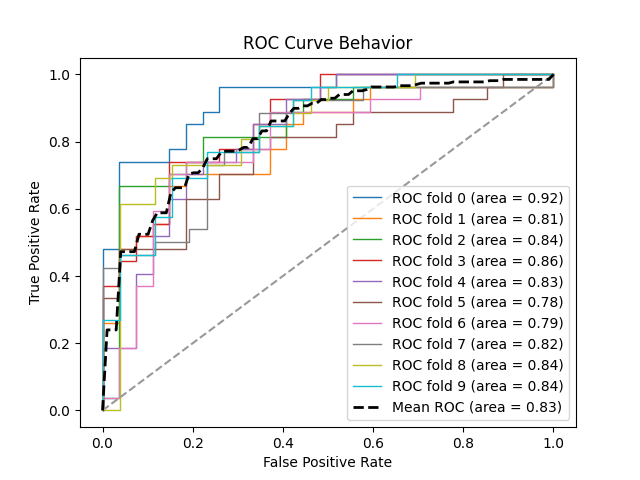 ROC Curve Behavior
True Positive Rate
1.0
0.8
0.6
0.4
0.2
0.0
ROC fold 0 (area = 0.92)
ROC fold 1 (area = 0.81)
ROC fold 2 (area = 0.84)
ROC fold 3 (area = 0.86)
ROC fold 4 (area = 0.83)
ROC fold 5 (area = 0.78)
ROC fold 6 (area = 0.79)
ROC fold 7 (area = 0.82)
ROC fold 8 (area = 0.84)
ROC fold 9 (area = 0.84)
Mean ROC (area = 0.83)
0.0 0.2 0.4 0.6 0.8 1.0
False Positive Rate